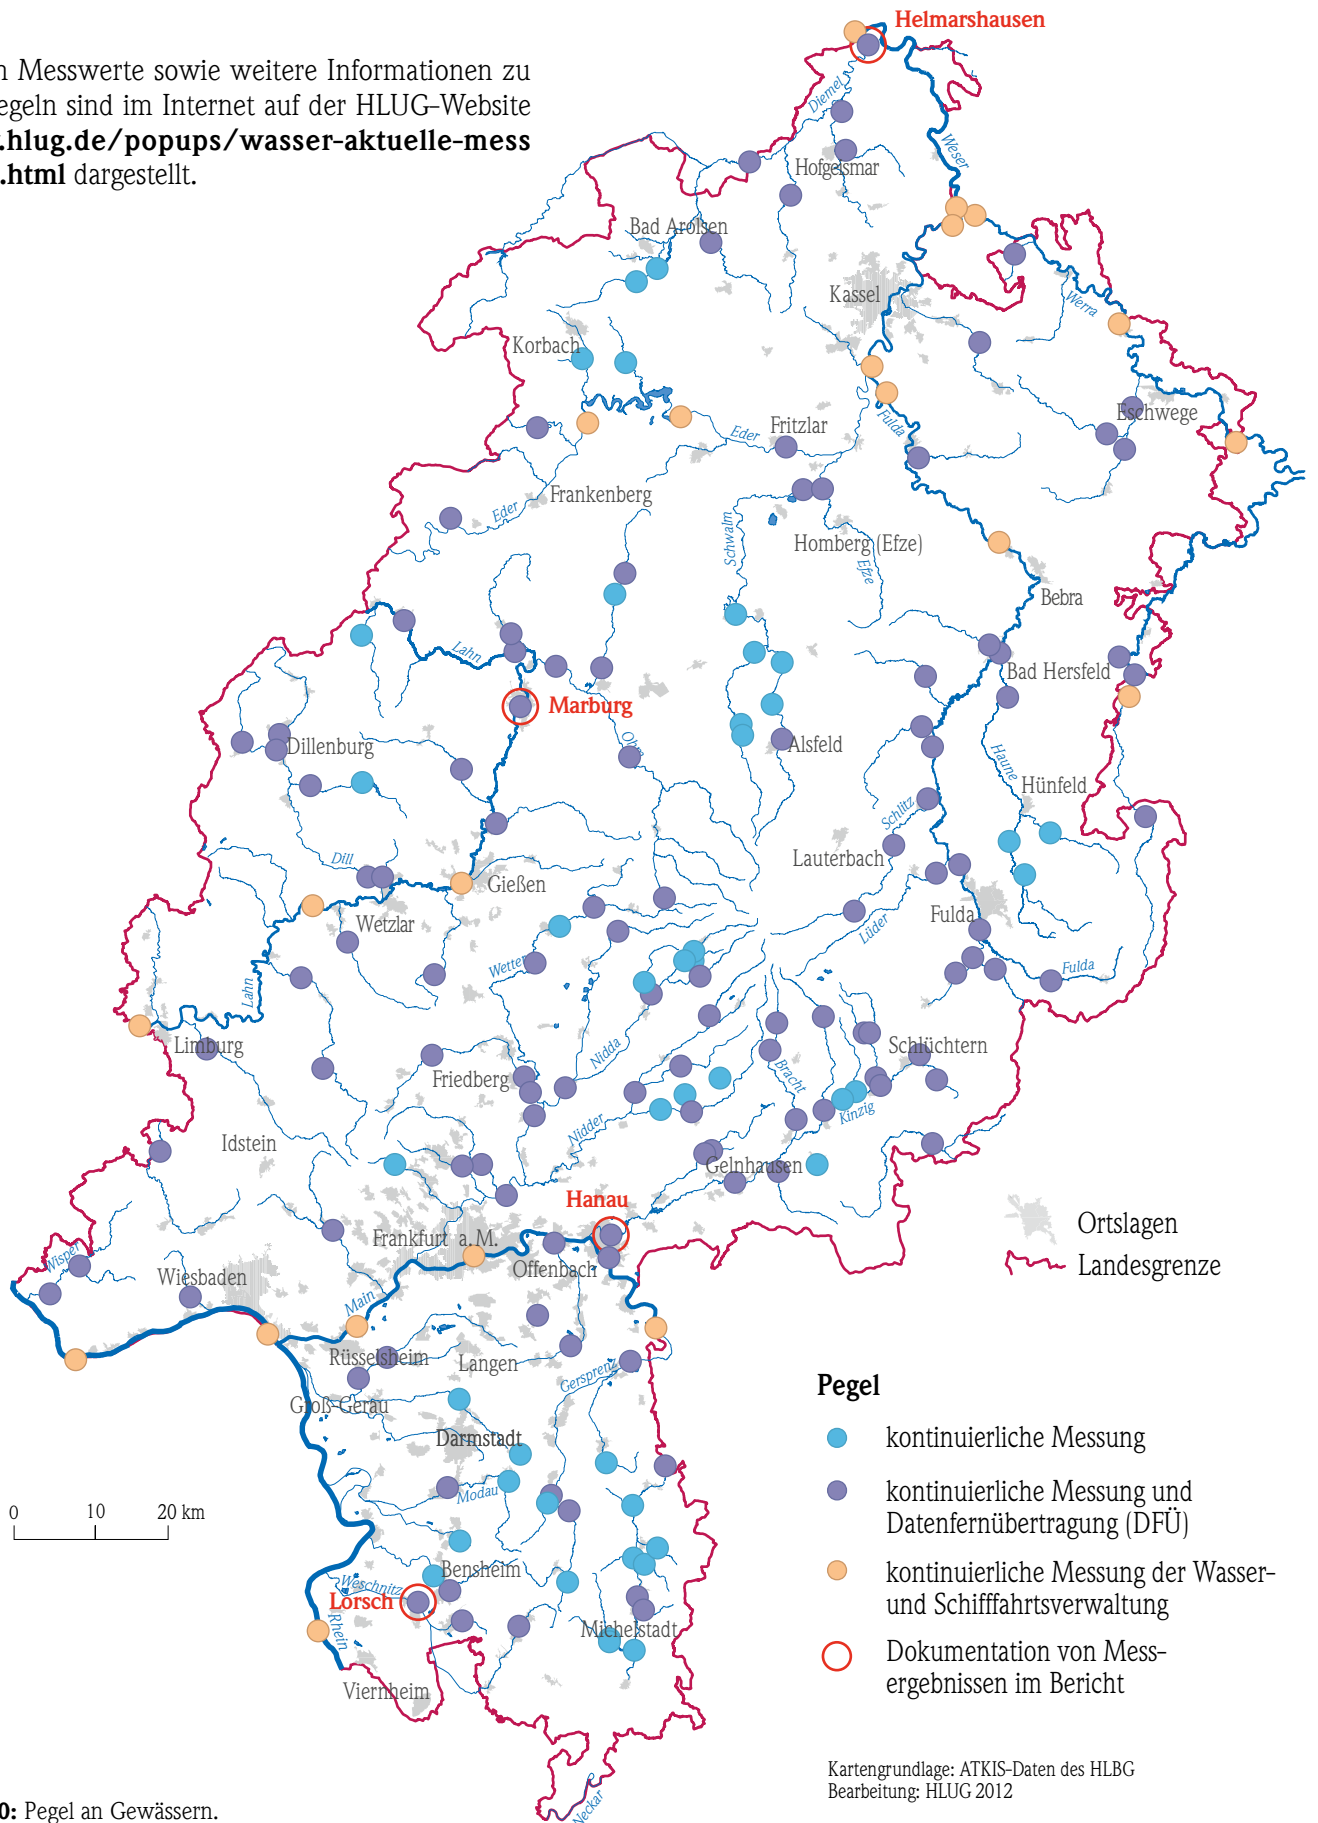 Helmarshausen
n Messwerte sowie weitere Informationen zu
egeln sind im Internet auf der HLUG-Website
.hlug.de/popups/wasser-aktuelle-mess
.html dargestellt.
Diemel
Hofgeismar
Weser
Bad Arolsen
Kassel
Werra
Korbach
Eschwege
Eder
Fritzlar
Fulda
Frankenberg
Eder
Schwalm
Homberg (Efze)
Efze
Bebra
Lahn
Bad Hersfeld
Marburg
Ohm
Alsfeld
Dillenburg
Haune
Hünfeld
Schlitz
Lauterbach
Dill
Gießen
Wetzlar
Fulda
Lüder
Wetter
Fulda
Lahn
Limburg
Nidda
Schlüchtern
Friedberg
Bracht
Kinzig
Nidder
Idstein
Gelnhausen
Hanau
Ortslagen
Frankfurt a. M.
Wisper
Offenbach
Landesgrenze
Wiesbaden
Main
Rüsselsheim
Langen
Gersprenz
Groß-Gerau
Pegel
Darmstadt
kontinuierliche Messung
Modau
kontinuierliche Messung und
Datenfernübertragung (DFÜ)
0 10 20 km
Bensheim
kontinuierliche Messung der Wasser-
und Schifffahrtsverwaltung
Weschnitz
Lorsch
Rhein
Michelstadt
Dokumentation von Mess-
ergebnissen im Bericht
Viernheim
Kartengrundlage: ATKIS-Daten des HLBG
Bearbeitung: HLUG 2012
Neckar
0: Pegel an Gewässern.